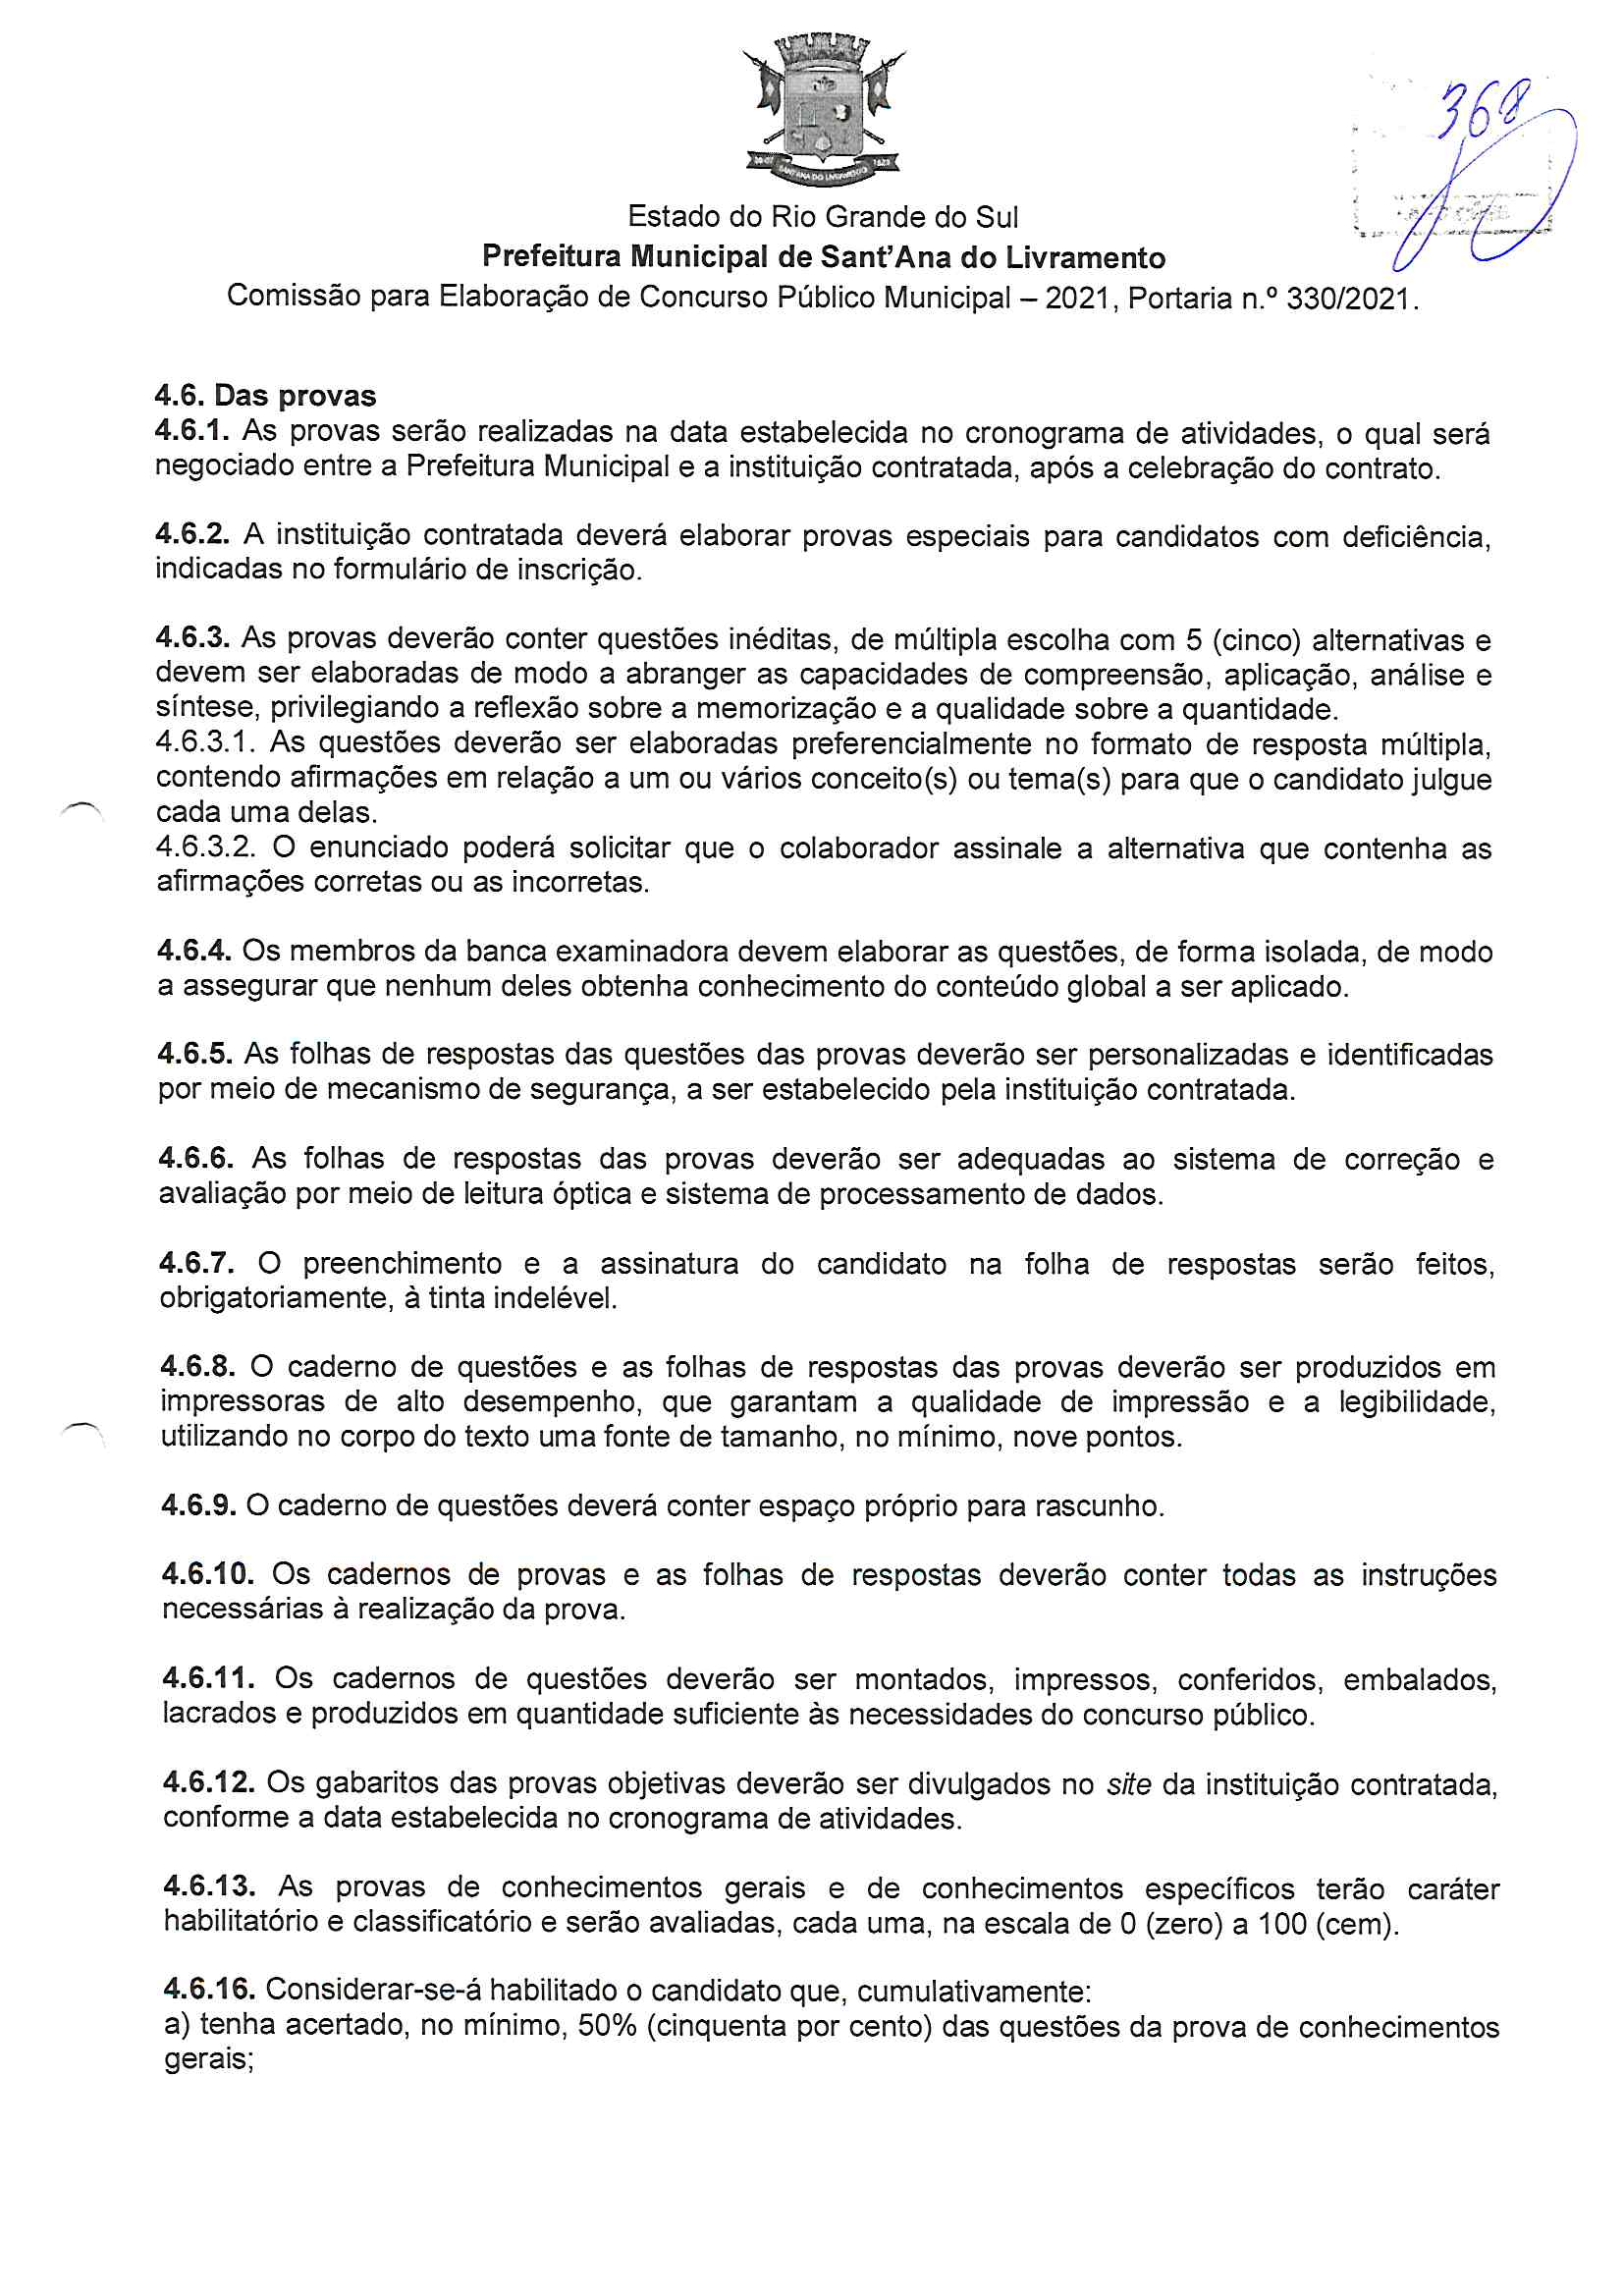 368
SANT'ANA DO LIVRAMENTO
Estado do Rio Grande do Sul
Prefeitura Municipal de Sant’Ana do Livramento
Comissão para Elaboração de Concurso Público Municipal – 2021, Portaria n.º 330/2021.
4.6. Das provas
4.6.1. As provas serão realizadas na data estabelecida no cronograma de atividades, o qual será
negociado entre a Prefeitura Municipal e a instituição contratada, após a celebração do contrato.
4.6.2. A instituição contratada deverá elaborar provas especiais para candidatos com deficiência,
indicadas no formulário de inscrição.
4.6.3. As provas deverão conter questões inéditas, de múltipla escolha com 5 (cinco) alternativas e
devem ser elaboradas de modo a abranger as capacidades de compreensão, aplicação, análise e
síntese, privilegiando a reflexão sobre a memorização e a qualidade sobre a quantidade.
4.6.3.1. As questões deverão ser elaboradas preferencialmente no formato de resposta múltipla,
contendo afirmações em relação a um ou vários conceito(s) ou tema(s) para que o candidato julgue
cada uma delas.
4.6.3.2. O enunciado poderá solicitar que o colaborador assinale a alternativa que contenha as
afirmações corretas ou as incorretas.
4.6.4. Os membros da banca examinadora devem elaborar as questões, de forma isolada, de modo
a assegurar que nenhum deles obtenha conhecimento do conteúdo global a ser aplicado.
4.6.5. As folhas de respostas das questões das provas deverão ser personalizadas e identificadas
por meio de mecanismo de segurança, a ser estabelecido pela instituição contratada.
4.6.6. As folhas de respostas das provas deverão ser adequadas ao sistema de correção e
avaliação por meio de leitura óptica e sistema de processamento de dados.
4.6.7. O preenchimento e a assinatura do candidato na folha de respostas serão feitos,
obrigatoriamente, à tinta indelével.
4.6.8. O caderno de questões e as folhas de respostas das provas deverão ser produzidos em
impressoras de alto desempenho, que garantam a qualidade de impressão e a legibilidade,
utilizando no corpo do texto uma fonte de tamanho, no mínimo, nove pontos.
4.6.9. O caderno de questões deverá conter espaço próprio para rascunho.
4.6.10. Os cadernos de provas e as folhas de respostas deverão conter todas as instruções
necessárias à realização da prova.
4.6.11. Os cadernos de questões deverão ser montados, impressos, conferidos, embalados,
lacrados e produzidos em quantidade suficiente às necessidades do concurso público.
4.6.12. Os gabaritos das provas objetivas deverão ser divulgados no site da instituição contratada,
conforme a data estabelecida no cronograma de atividades.
4.6.13. As provas de conhecimentos gerais e de conhecimentos específicos terão caráter
habilitatório e classificatório e serão avaliadas, cada uma, na escala de 0 (zero) a 100 (cem).
4.6.16. Considerar-se-á habilitado o candidato que, cumulativamente:
a) tenha acertado, no mínimo, 50% (cinquenta por cento) das questões da prova de conhecimentos
gerais;